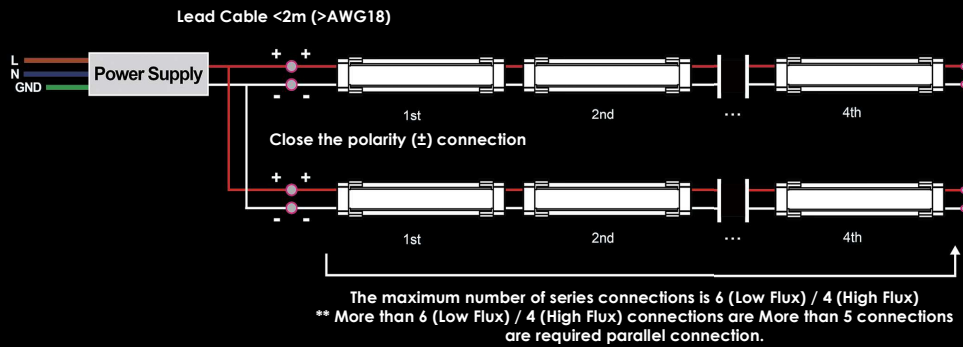 Lead Cable <2m (>AWG18)
L
N
GND
Power Supply
+ +
- -
1st
2nd
...
4th
Close the polarity (±) connection
+ +
- -
1st
2nd
...
4th
The maximum number of series connections is 6 (Low Flux) / 4 (High Flux)
** More than 6 (Low Flux) / 4 (High Flux) connections are More than 5 connections
are required parallel connection.